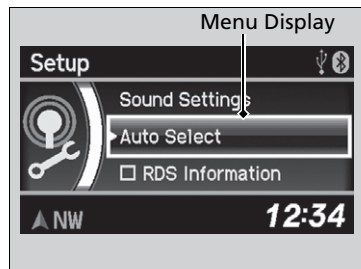 Menu Display
Setup
Sound Settings
Auto Select
RDS Information
NW
12:34